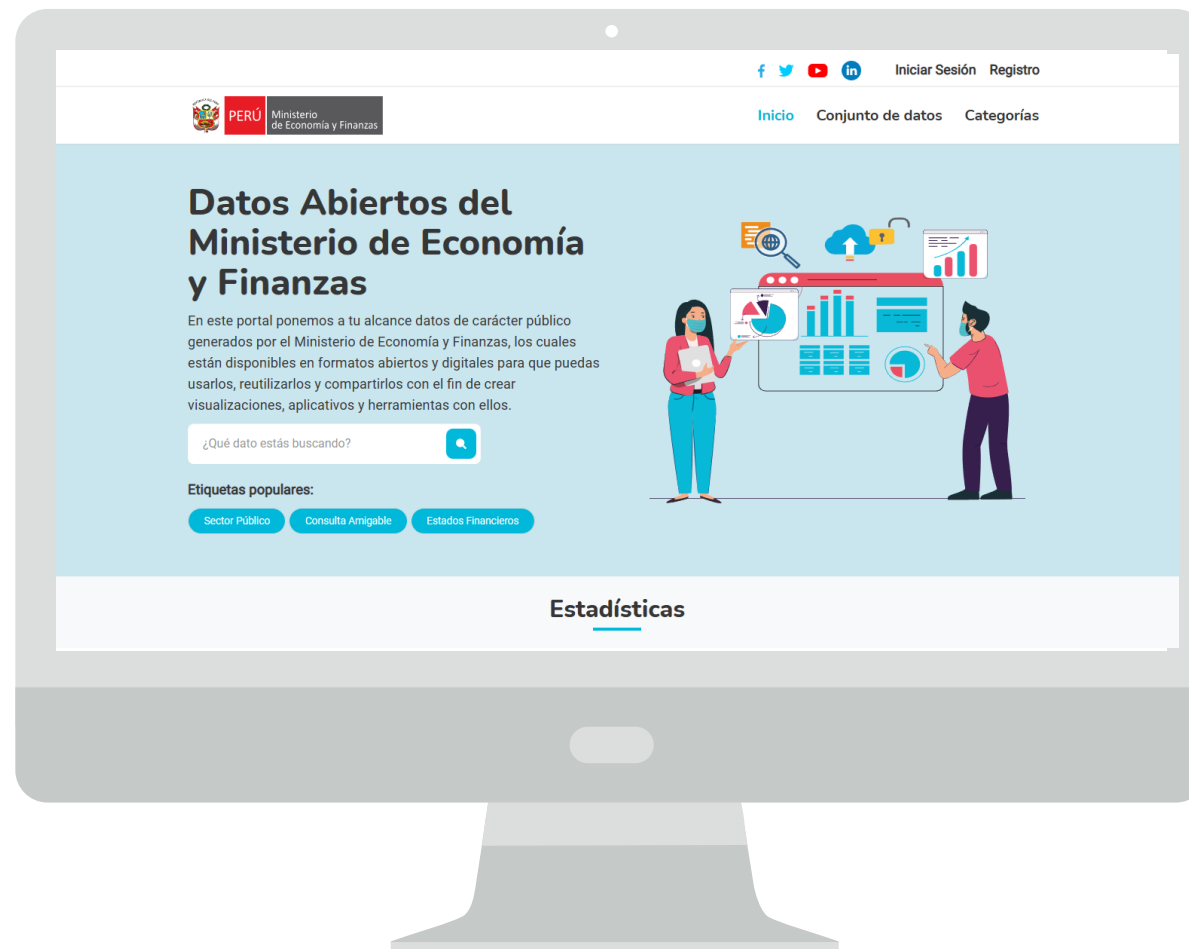 Iniciar Sesión Registro
PERÚ Ministerio
de Economía y Finanzas
Inicio Conjunto de datos Categorías
Datos Abiertos del
Ministerio de Economía
y Finanzas
En este portal ponemos a tu alcance datos de carácter público
generados por el Ministerio de Economía y Finanzas, los cuales
están disponibles en formatos abiertos y digitales para que puedas
usarlos, reutilizarlos y compartirlos con el fin de crear
visualizaciones, aplicativos y herramientas con ellos.
¿Qué dato estás buscando?
Etiquetas populares:
Sector Público Consulta Amigable Estados Financieros
Estadísticas